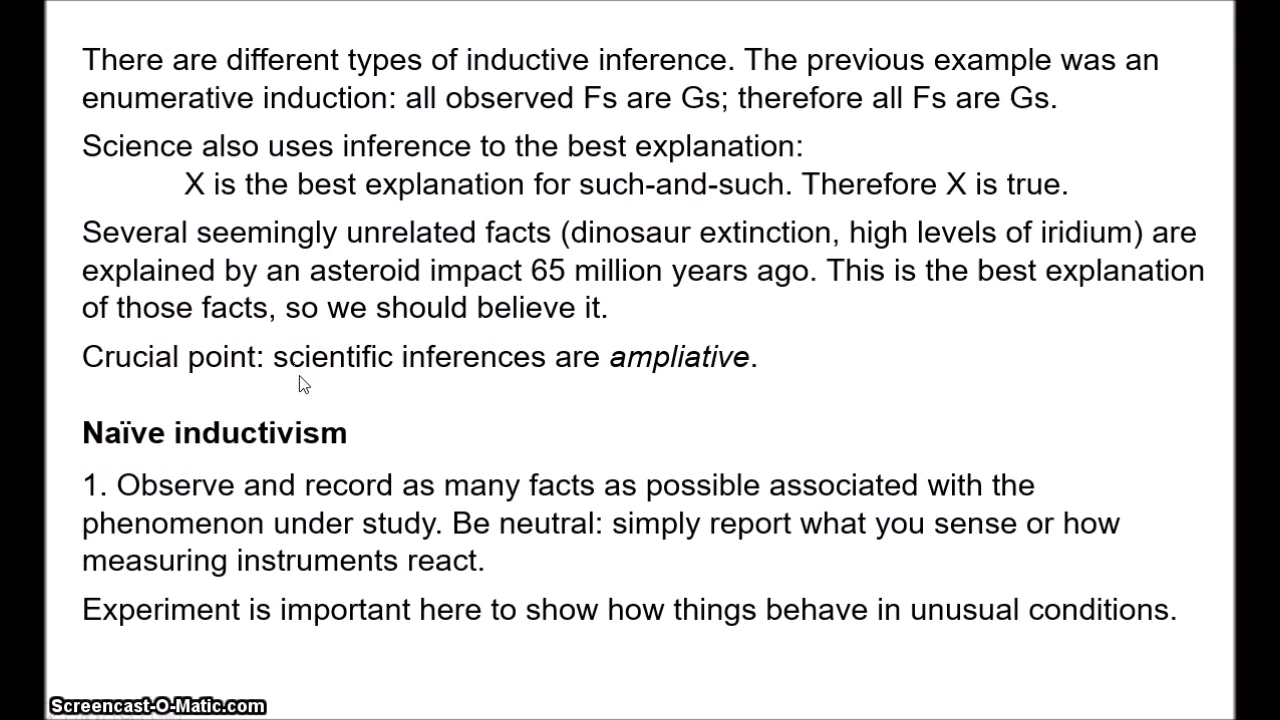 There are different types of inductive inference. The previous example was an
enumerative induction: all observed Fs are Gs; therefore all Fs are Gs.
Science also uses inference to the best explanation:
X is the best explanation for such-and-such. Therefore X is true.
Several seemingly unrelated facts (dinosaur extinction, high levels of iridium) are
explained by an asteroid impact 65 million years ago. This is the best explanation
of those facts, so we should believe it.
Crucial point: scientific inferences are ampliative.
Naïve inductivism
1. Observe and record as many facts as possible associated with the
phenomenon under study. Be neutral: simply report what you sense or how
measuring instruments react.
Experiment is important here to show how things behave in unusual conditions.
Screencast-O-Matic.com